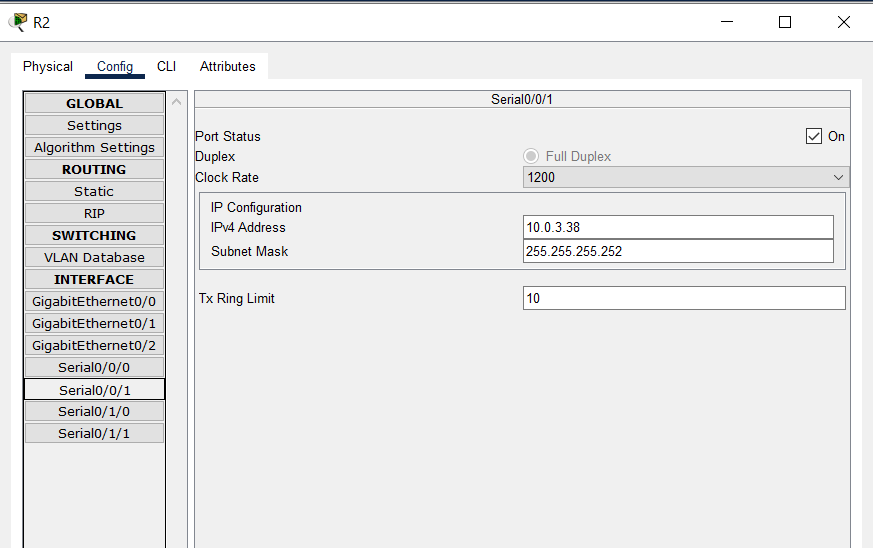 R2
Physical Config CLI Attributes
GLOBAL
Settings
Algorithm Settings
ROUTING
Static
RIP
SWITCHING
VLAN Database
INTERFACE
GigabitEthernet0/0
GigabitEthernet0/1
GigabitEthernet0/2
Serial0/0/0
Serial0/0/1
Serial0/1/0
Serial0/1/1
Serial0/0/1
Port Status On
Duplex Full Duplex
Clock Rate 1200
IP Configuration
IPv4 Address 10.0.3.38
Subnet Mask 255.255.255.252
Tx Ring Limit 10